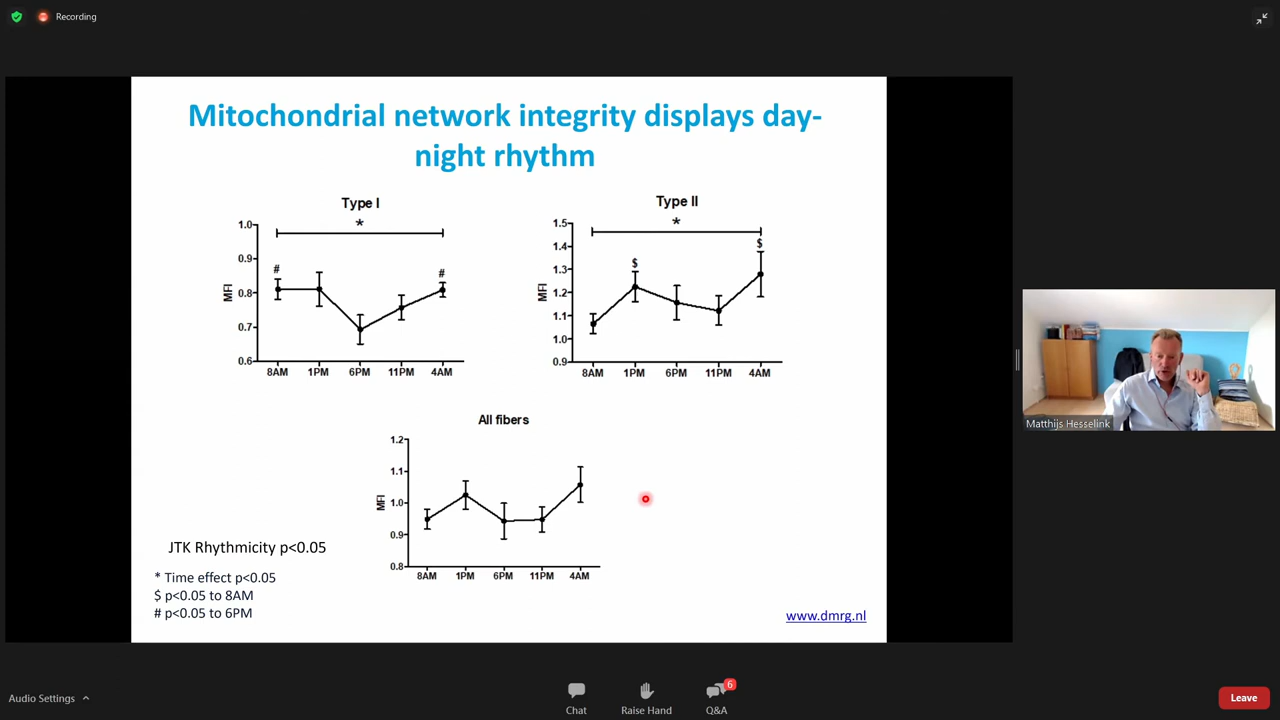 Recording
Mitochondrial network integrity displays day-
night rhythm
Type I
*
1.0
0.9
0.8
0.7
0.6
MFI
#
#
8AM 1PM 6PM 11PM 4AM
Type II
*
1.5
1.4
1.3
1.2
1.1
1.0
0.9
MFI
$
$
8AM 1PM 6PM 11PM 4AM
All fibers
1.2
1.1
1.0
0.9
0.8
MFI
8AM 1PM 6PM 11PM 4AM
JTK Rhythmicity p<0.05
* Time effect p<0.05
$ p<0.05 to 8AM
# p<0.05 to 6PM
www.dmrg.nl
Matthijs Hesselink
Audio Settings
Chat
Raise Hand
6
Q&A
Leave